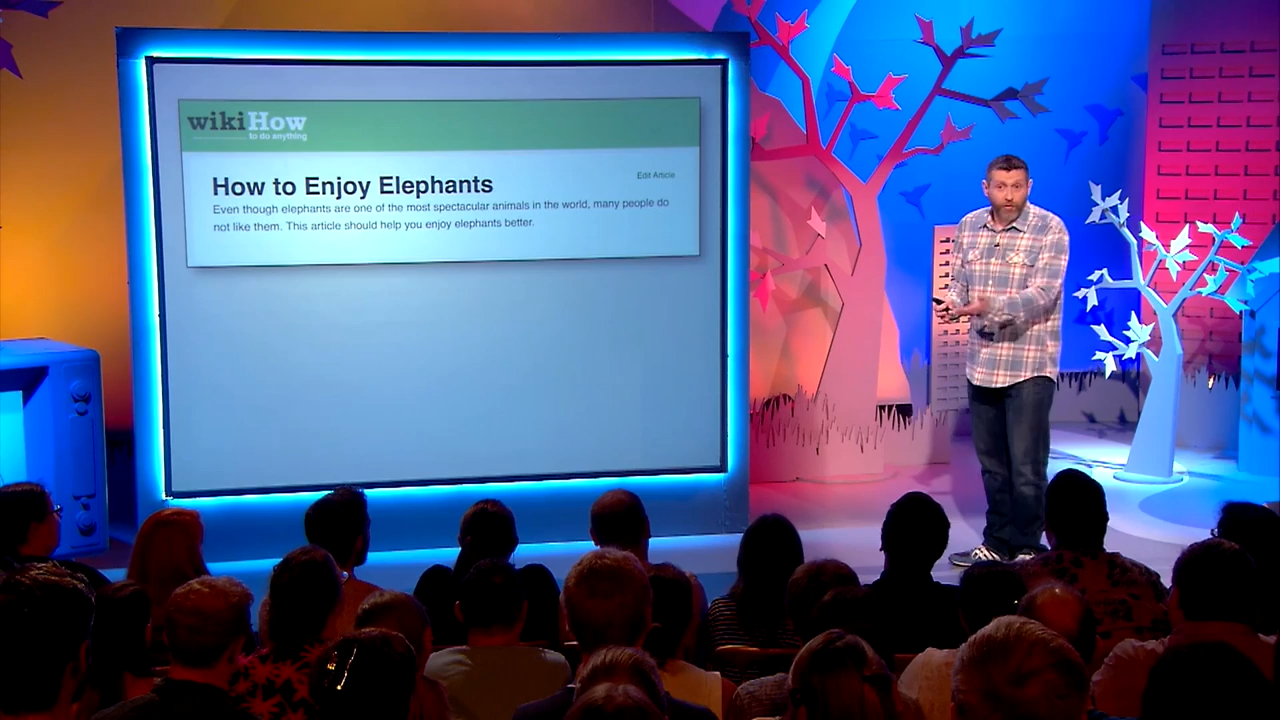 wikiHow
to do anything
Edit Article
How to Enjoy Elephants
Even though elephants are one of the most spectacular animals in the world, many people do
not like them. This article should help you enjoy elephants better.